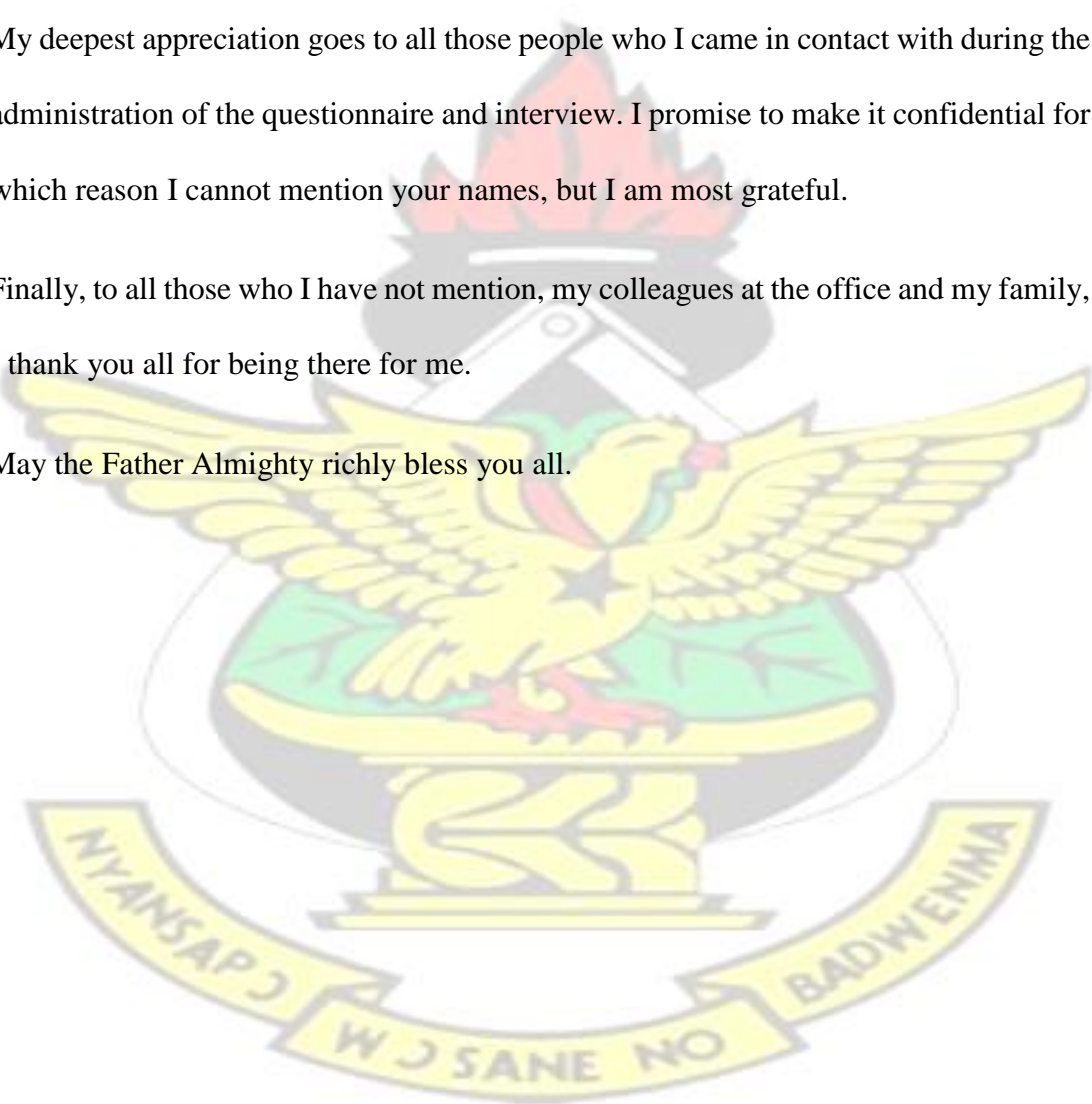 My deepest appreciation goes to all those people who I came in contact with during the
administration of the questionnaire and interview. I promise to make it confidential for
which reason I cannot mention your names, but I am most grateful.
Finally, to all those who I have not mention, my colleagues at the office and my family,
I thank you all for being there for me.
May the Father Almighty richly bless you all.
NYANSAPƆ WƆSANE NO BADWENMA